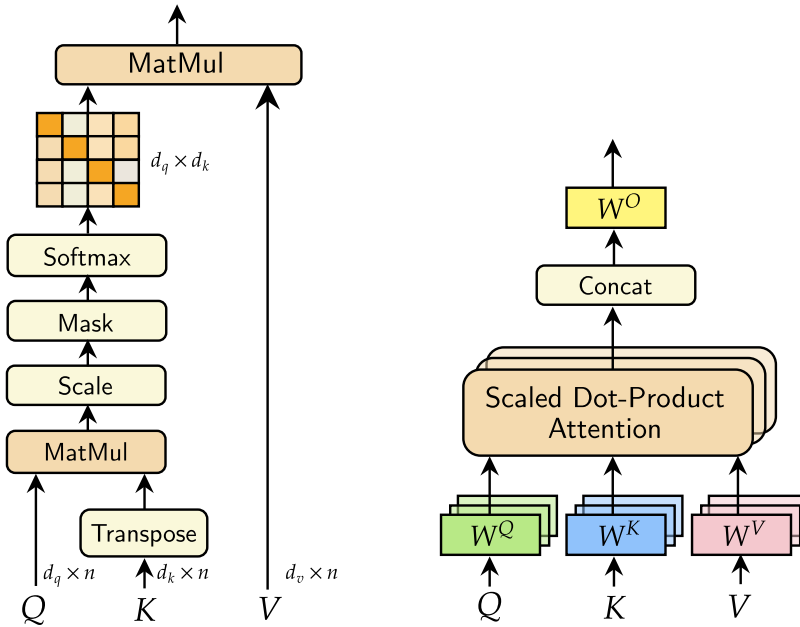 MatMul
d_q × d_k
Softmax
Mask
Scale
MatMul
Transpose
d_q × n
d_k × n
d_v × n
Q
K
V
W^O
Concat
Scaled Dot-Product
Attention
W^Q
W^K
W^V
Q
K
V